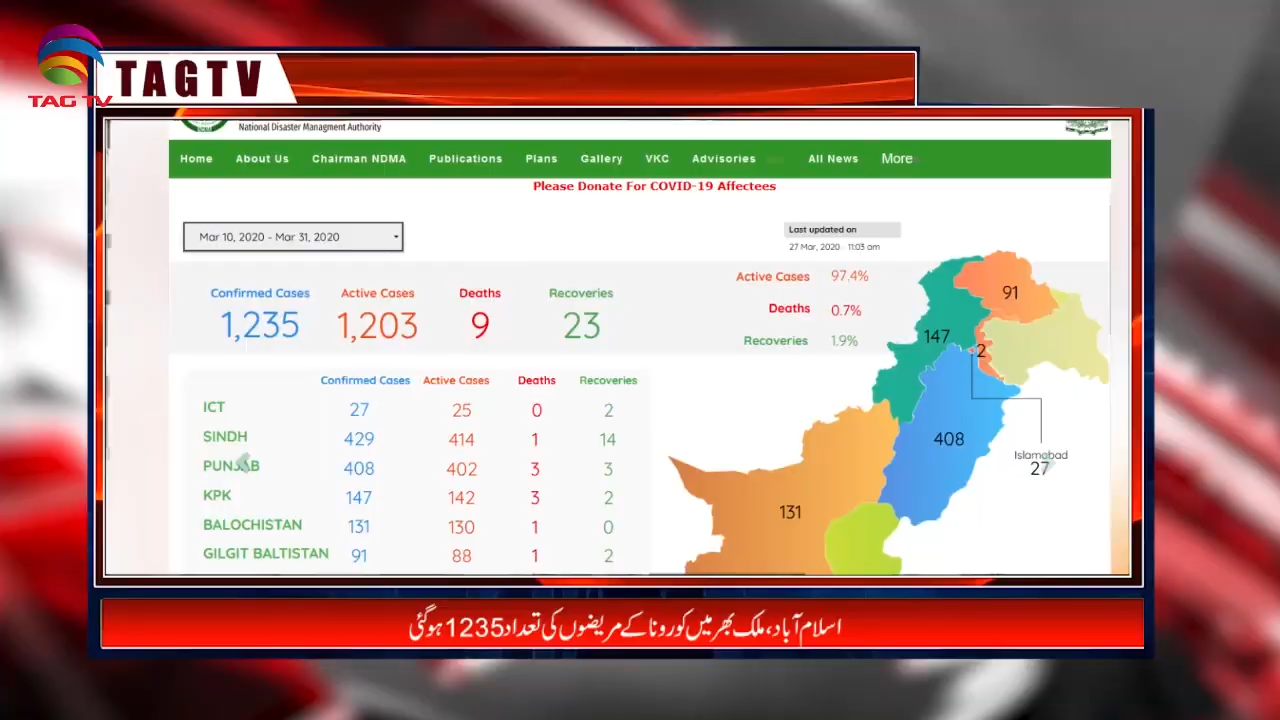 TAGTV
TAG TV
National Disaster Managment Authority
Home About Us Chairman NDMA Publications Plans Gallery VKC Advisories All News More
Please Donate For COVID-19 Affectees
Mar 10, 2020 - Mar 31, 2020
Last updated on
27 Mar, 2020 11:03 am
Confirmed Cases Active Cases Deaths Recoveries
1,235 1,203 9 23
Active Cases 97.4%
Deaths 0.7%
Recoveries 1.9%
Confirmed Cases Active Cases Deaths Recoveries
ICT 27 25 0 2
SINDH 429 414 1 14
PUNJAB 408 402 3 3
KPK 147 142 3 2
BALOCHISTAN 131 130 1 0
GILGIT BALTISTAN 91 88 1 2
91
147
2
408
Islamabad
27
131
اسلام آباد، ملک بھر میں کورونا کے مریضوں کی تعداد 1235 ہوگئی